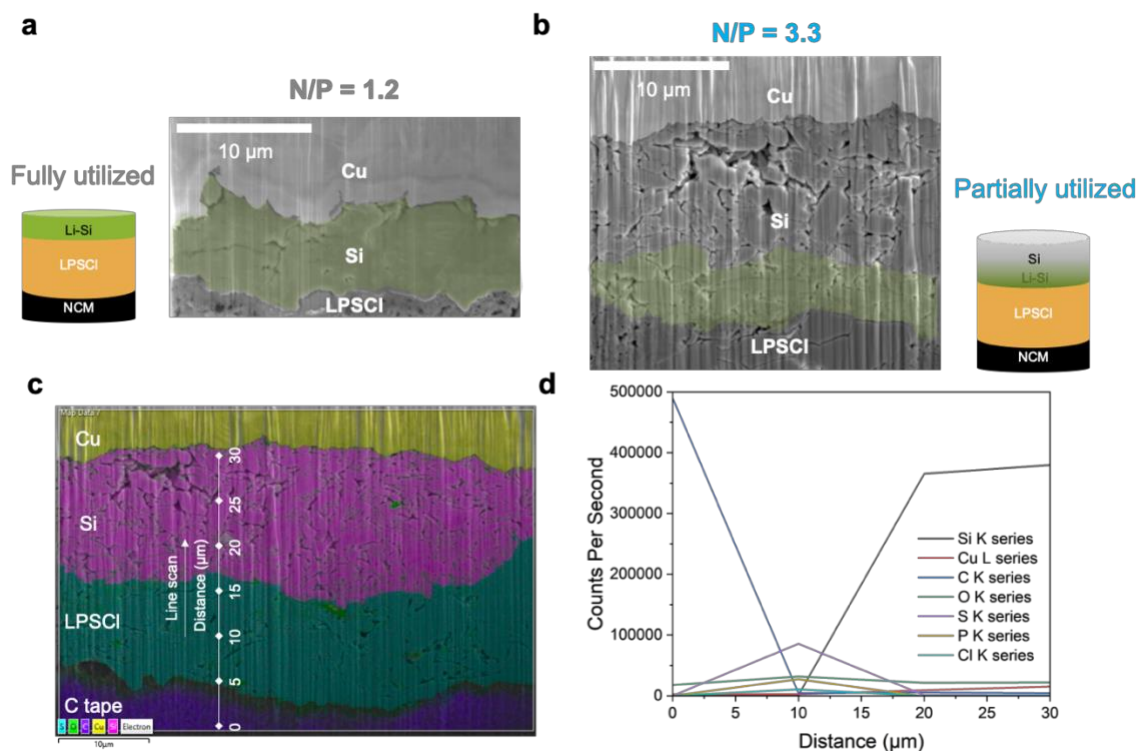 a
N/P = 1.2
10 µm
Cu
Si
LPSCl
Fully utilized
Li-Si
LPSCl
NCM
b
N/P = 3.3
10 µm
Cu
Si
LPSCl
Partially utilized
Si
Li-Si
LPSCl
NCM
c
Map Data 7
Cu
Si
LPSCl
C tape
Line scan
Distance (µm)
30
25
20
15
10
5
0
S O C Cu Si Electron
10µm
d
Counts Per Second
500000
400000
300000
200000
100000
0
Si K series
Cu L series
C K series
O K series
S K series
P K series
Cl K series
0 5 10 15 20 25 30
Distance (µm)